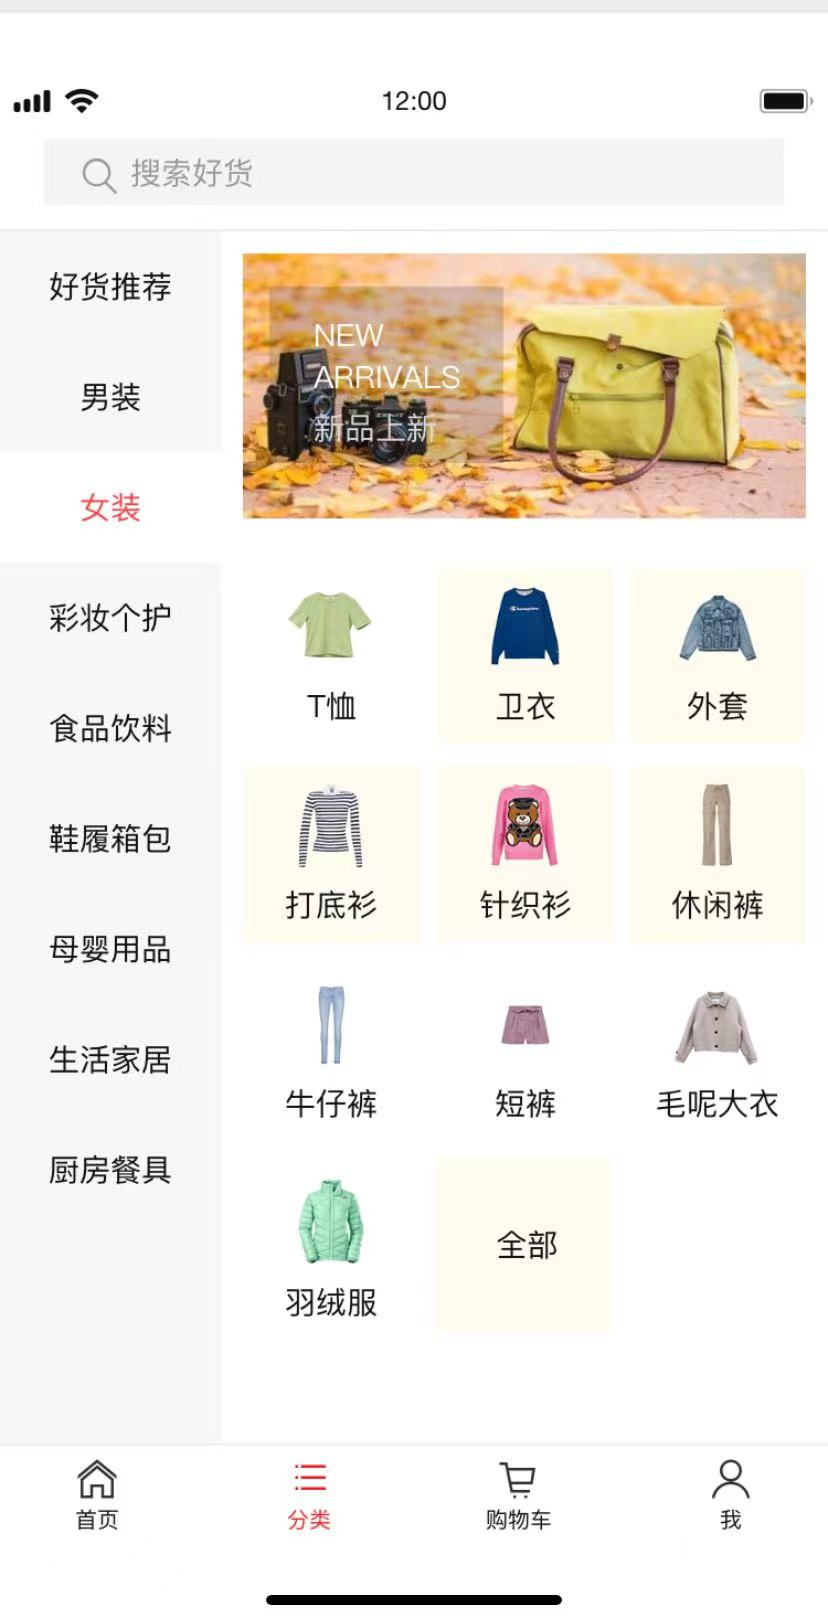 12:00
搜索好货
好货推荐
男装
女装
彩妆个护
食品饮料
鞋履箱包
母婴用品
生活家居
厨房餐具
NEW
ARRIVALS
新品上新
ZENIT
Champion
T恤
卫衣
外套
打底衫
针织衫
休闲裤
牛仔裤
短裤
毛呢大衣
羽绒服
全部
首页
分类
购物车
我